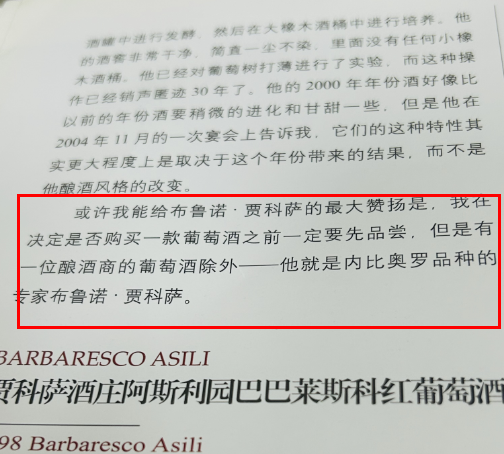 酒罐中进行发酵，然后在大橡木酒桶中进行培养。他
的酒窖非常干净，简直一尘不染，里面没有任何小橡
木酒桶。他已经对葡萄树打薄进行了实验，而这种操
作已经销声匿迹 30 年了。他的 2000 年年份酒好像比
以前的年份酒要稍微的进化和甘甜一些，但是他在
2004 年 11 月的一次宴会上告诉我，它们的这种特性其
实更大程度上是取决于这个年份带来的结果，而不是
他酿酒风格的改变。
或许我能给布鲁诺·贾科萨的最大赞扬是，我在
决定是否购买一款葡萄酒之前一定要先品尝，但是有
一位酿酒商的葡萄酒除外——他就是内比奥罗品种的
专家布鲁诺·贾科萨。
BARBARESCO ASILI
贾科萨酒庄阿斯利园巴巴莱斯科红葡萄酒
98 Barbaresco Asili